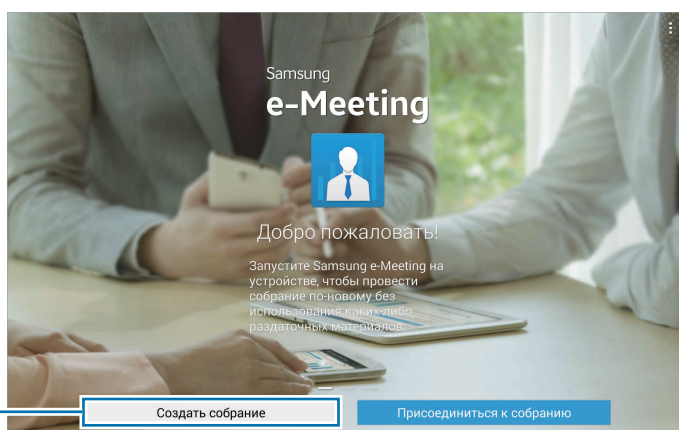 Samsung
e-Meeting
Добро пожаловать!
Запустите Samsung e-Meeting на
устройстве, чтобы провести
собрание по-новому без
использования каких-либо
раздаточных материалов.
Создать собрание
Присоединиться к собранию